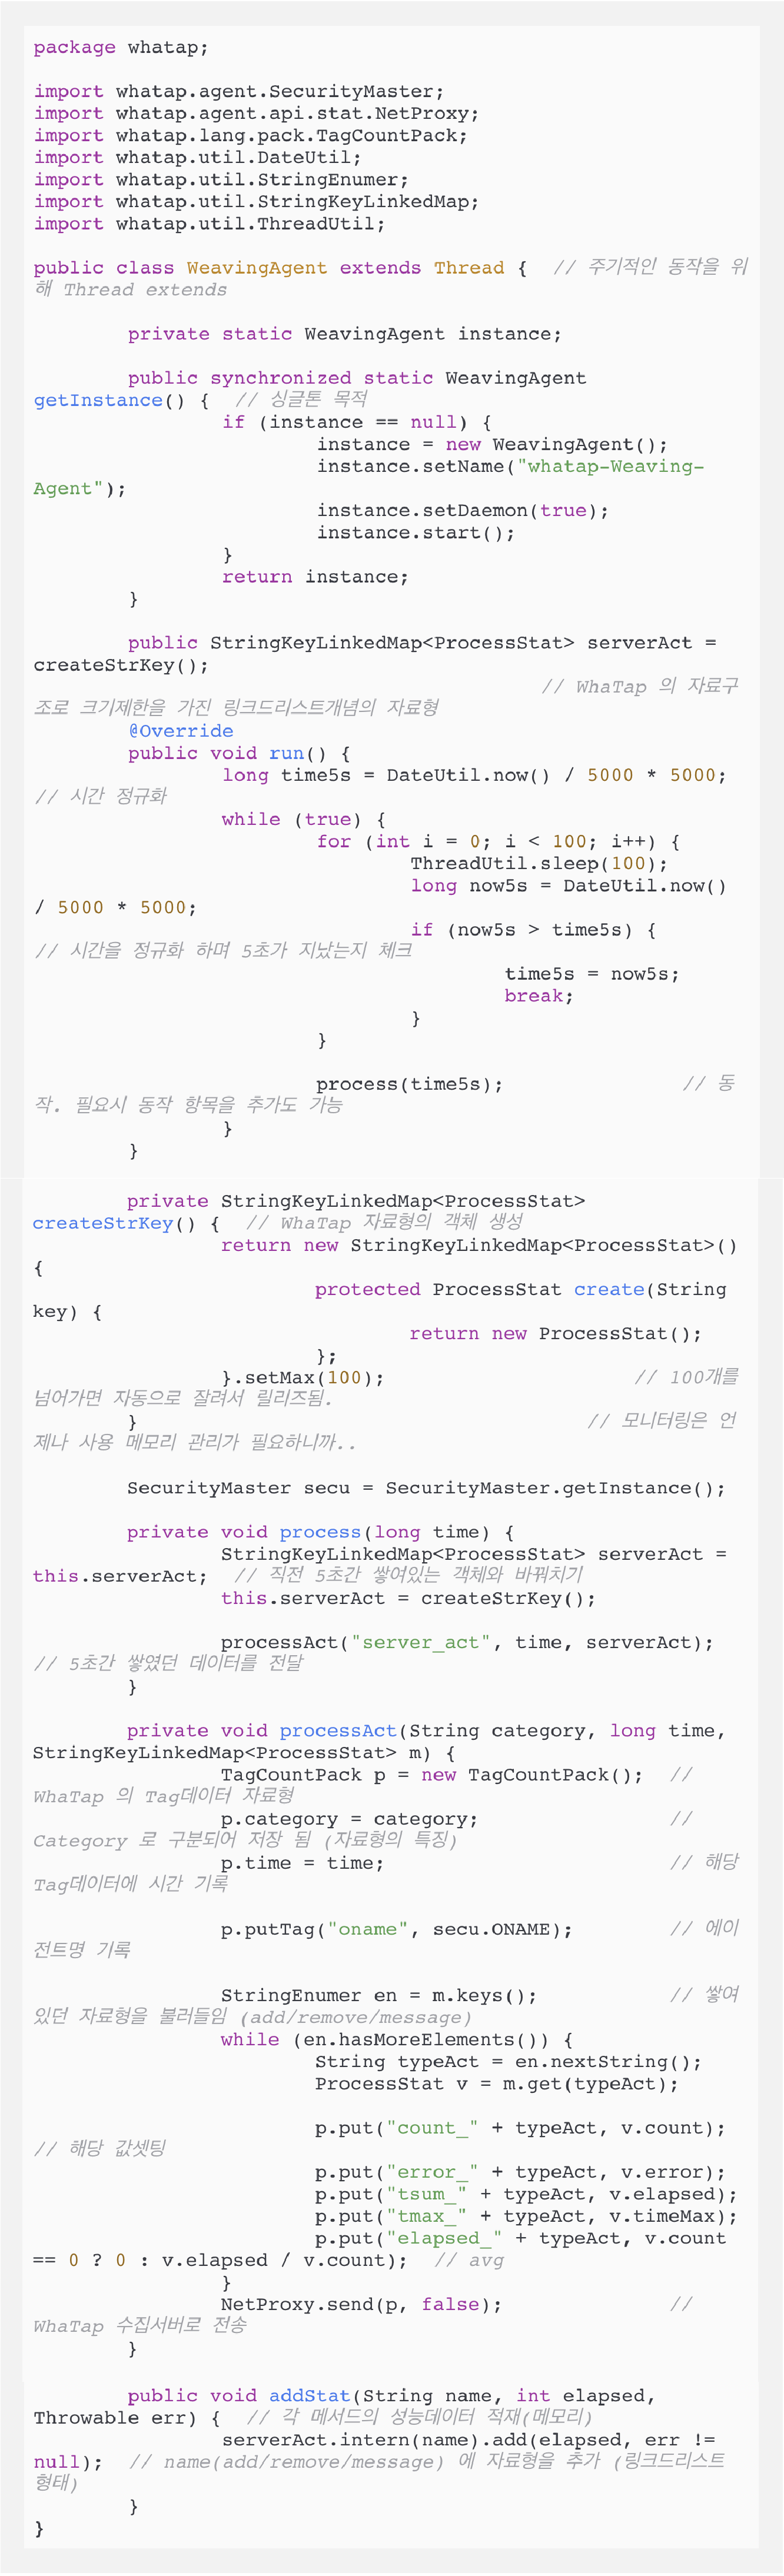 package whatap;
import whatap.agent.SecurityMaster;
import whatap.agent.api.stat.NetProxy;
import whatap.lang.pack.TagCountPack;
import whatap.util.DateUtil;
import whatap.util.StringEnumer;
import whatap.util.StringKeyLinkedMap;
import whatap.util.ThreadUtil;
public class WeavingAgent extends Thread {  // 주기적인 동작을 위
해 Thread extends
private static WeavingAgent instance;
public synchronized static WeavingAgent
getInstance() {  // 싱글톤 목적
if (instance == null) {
instance = new WeavingAgent();
instance.setName("whatap-Weaving-
Agent");
instance.setDaemon(true);
instance.start();
}
return instance;
}
public StringKeyLinkedMap<ProcessStat> serverAct =
createStrKey();
// WhaTap 의 자료구
조로 크기제한을 가진 링크드리스트개념의 자료형
@Override
public void run() {
long time5s = DateUtil.now() / 5000 * 5000;
// 시간 정규화
while (true) {
for (int i = 0; i < 100; i++) {
ThreadUtil.sleep(100);
long now5s = DateUtil.now()
/ 5000 * 5000;
if (now5s > time5s) {
// 시간을 정규화 하며 5초가 지났는지 체크
time5s = now5s;
break;
}
}
process(time5s);  // 동
작. 필요시 동작 항목을 추가도 가능
}
}
private StringKeyLinkedMap<ProcessStat>
createStrKey() {  // WhaTap 자료형의 객체 생성
return new StringKeyLinkedMap<ProcessStat>()
{
protected ProcessStat create(String
key) {
return new ProcessStat();
};
}.setMax(100);  // 100개를
넘어가면 자동으로 잘려서 릴리즈됨.
}  // 모니터링은 언
제나 사용 메모리 관리가 필요하니까..
SecurityMaster secu = SecurityMaster.getInstance();
private void process(long time) {
StringKeyLinkedMap<ProcessStat> serverAct =
this.serverAct;  // 직전 5초간 쌓여있는 객체와 바꿔치기
this.serverAct = createStrKey();
processAct("server_act", time, serverAct);
// 5초간 쌓였던 데이터를 전달
}
private void processAct(String category, long time,
StringKeyLinkedMap<ProcessStat> m) {
TagCountPack p = new TagCountPack();  //
WhaTap 의 Tag데이터 자료형
p.category = category;  //
Category 로 구분되어 저장 됨 (자료형의 특징)
p.time = time;  // 해당
Tag데이터에 시간 기록
p.putTag("oname", secu.ONAME);  // 에이
전트명 기록
StringEnumer en = m.keys();  // 쌓여
있던 자료형을 불러들임 (add/remove/message)
while (en.hasMoreElements()) {
String typeAct = en.nextString();
ProcessStat v = m.get(typeAct);
p.put("count_" + typeAct, v.count);
// 해당 값셋팅
p.put("error_" + typeAct, v.error);
p.put("tsum_" + typeAct, v.elapsed);
p.put("tmax_" + typeAct, v.timeMax);
p.put("elapsed_" + typeAct, v.count
== 0 ? 0 : v.elapsed / v.count);  // avg
}
NetProxy.send(p, false);  //
WhaTap 수집서버로 전송
}
public void addStat(String name, int elapsed,
Throwable err) {  // 각 메서드의 성능데이터 적재(메모리)
serverAct.intern(name).add(elapsed, err !=
null);  // name(add/remove/message) 에 자료형을 추가 (링크드리스트
형태)
}
}